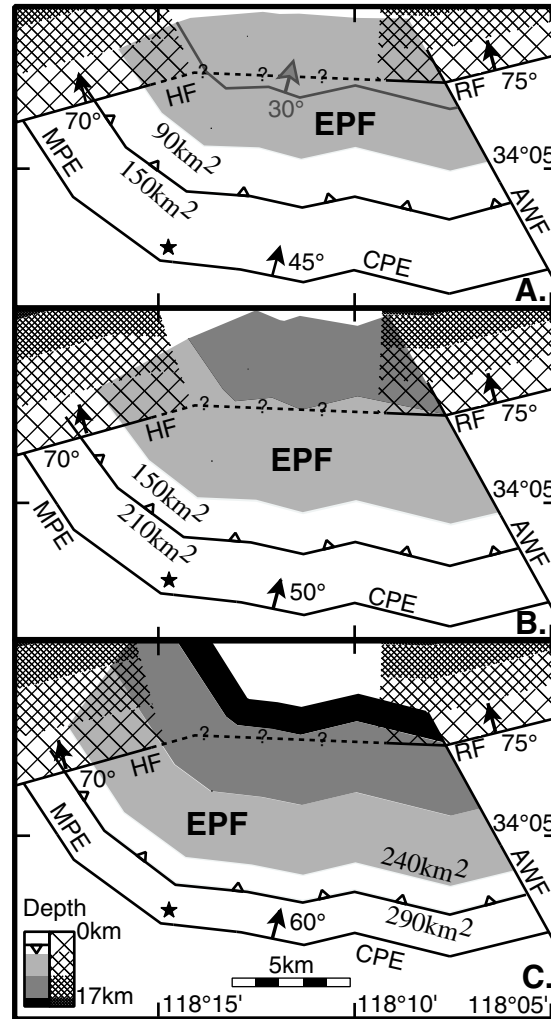 ? ? ?
HF
30°
RF
75°
70°
EPF
MPE
90km2
150km2
34°05'
AWF
45°
CPE
A.
? ? ?
HF
RF
75°
70°
EPF
150km2
210km2
34°05'
MPE
AWF
50°
CPE
B.
? ? ?
HF
RF
75°
70°
MPE
EPF
34°05'
240km2
AWF
290km2
60°
CPE
Depth
0km
17km
5km
C.
118°15' 118°10' 118°05'